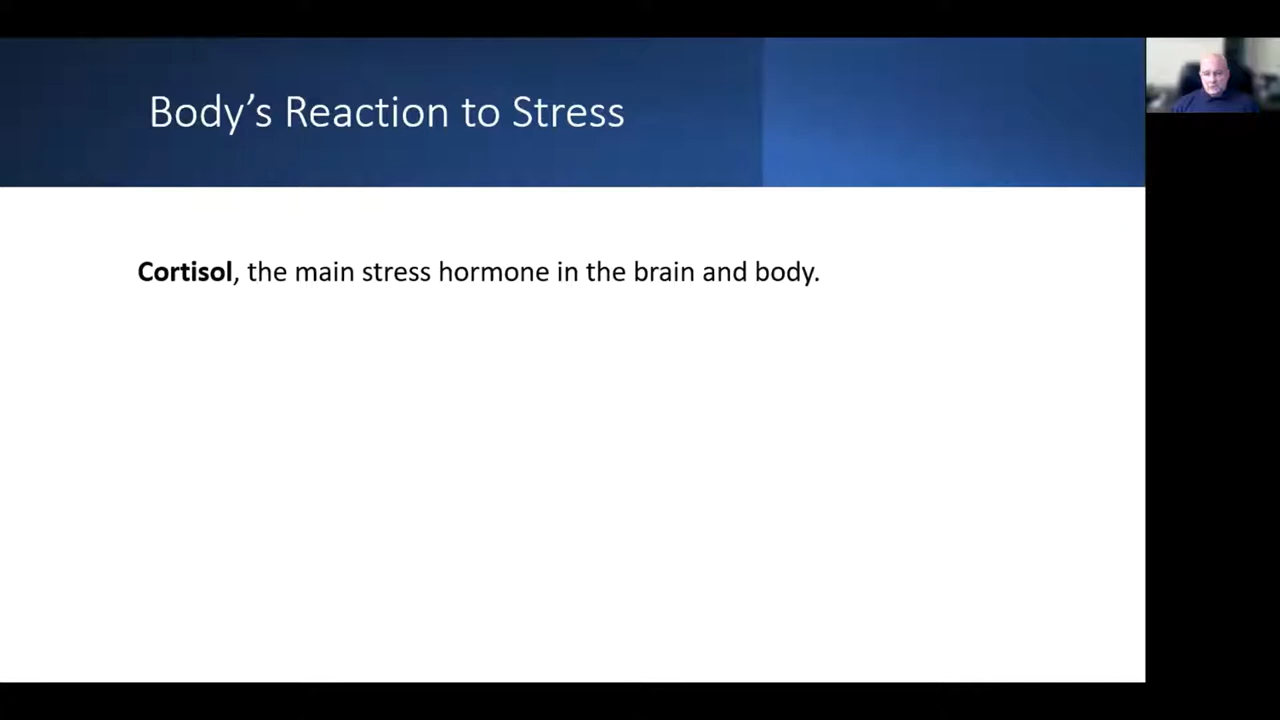 Body’s Reaction to Stress
Cortisol, the main stress hormone in the brain and body.